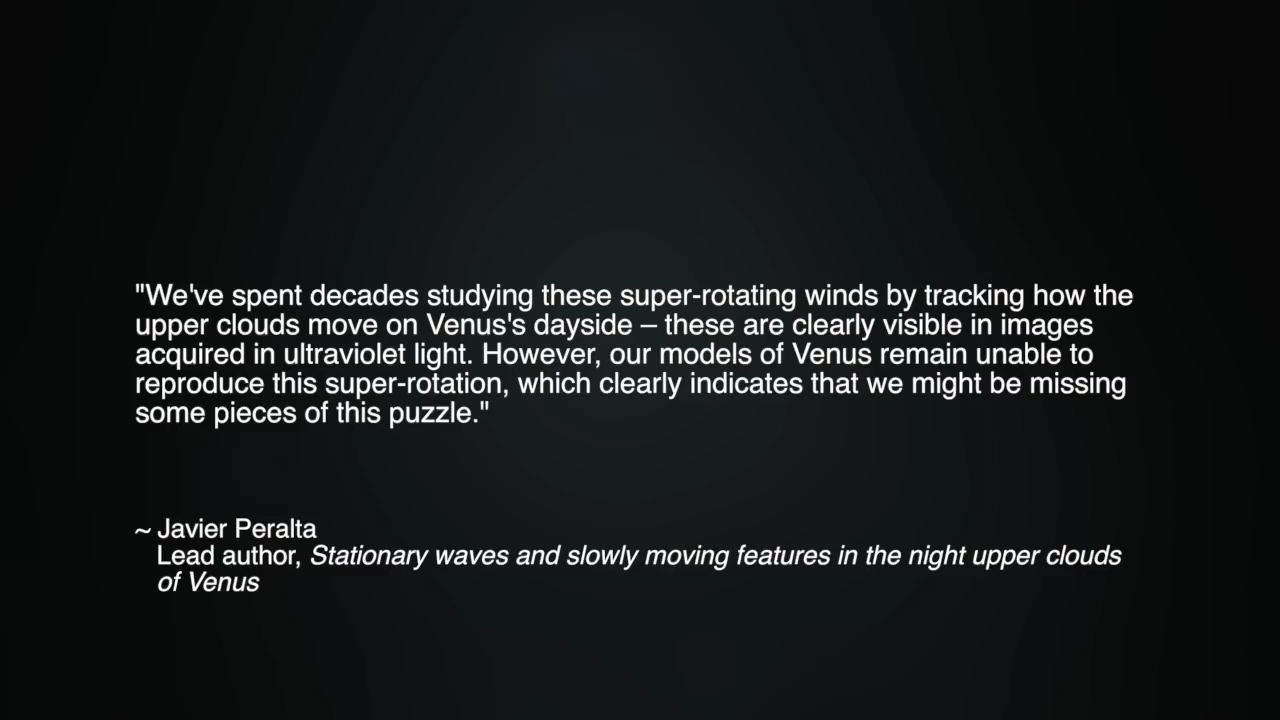 "We've spent decades studying these super-rotating winds by tracking how the
upper clouds move on Venus's dayside – these are clearly visible in images
acquired in ultraviolet light. However, our models of Venus remain unable to
reproduce this super-rotation, which clearly indicates that we might be missing
some pieces of this puzzle."
~ Javier Peralta
Lead author, Stationary waves and slowly moving features in the night upper clouds
of Venus